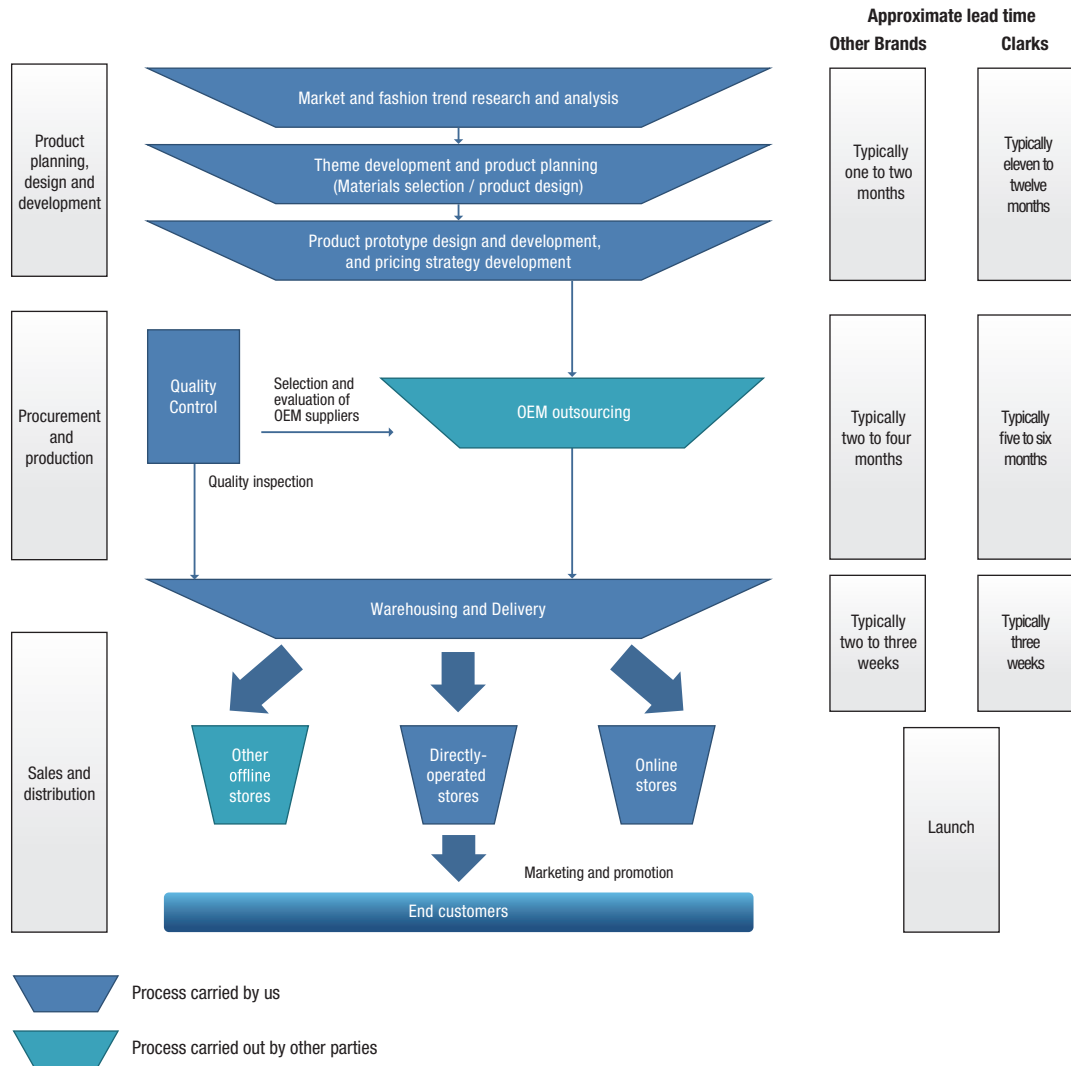 Approximate lead time
Other Brands
Clarks
Product
planning,
design and
development
Market and fashion trend research and analysis
Theme development and product planning
(Materials selection / product design)
Product prototype design and development,
and pricing strategy development
Typically
one to two
months
Typically
eleven to
twelve
months
Procurement
and
production
Quality
Control
Selection and
evaluation of
OEM suppliers
OEM outsourcing
Quality inspection
Typically
two to four
months
Typically
five to six
months
Warehousing and Delivery
Typically
two to three
weeks
Typically
three
weeks
Sales and
distribution
Other
offline
stores
Directly-
operated
stores
Online
stores
Launch
Marketing and promotion
End customers
Process carried by us
Process carried out by other parties